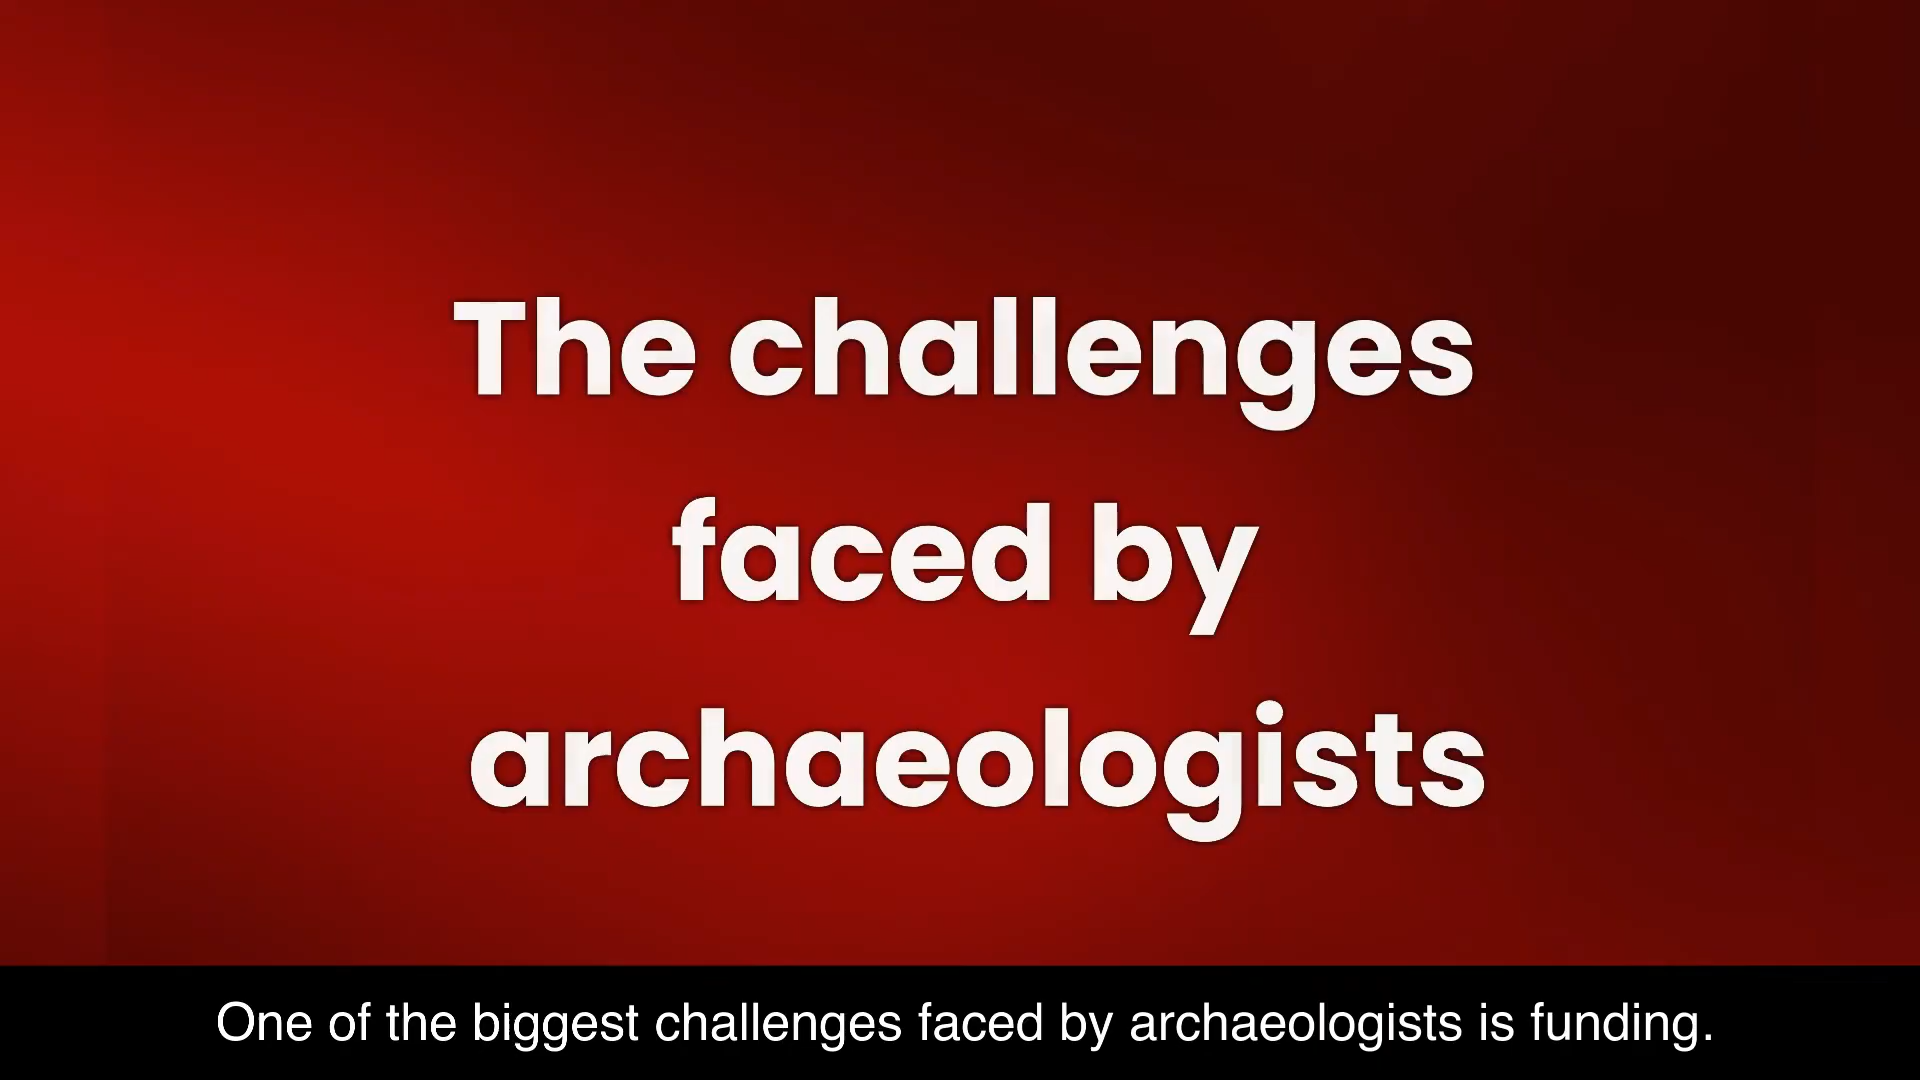 The challenges
faced by
archaeologists
One of the biggest challenges faced by archaeologists is funding.